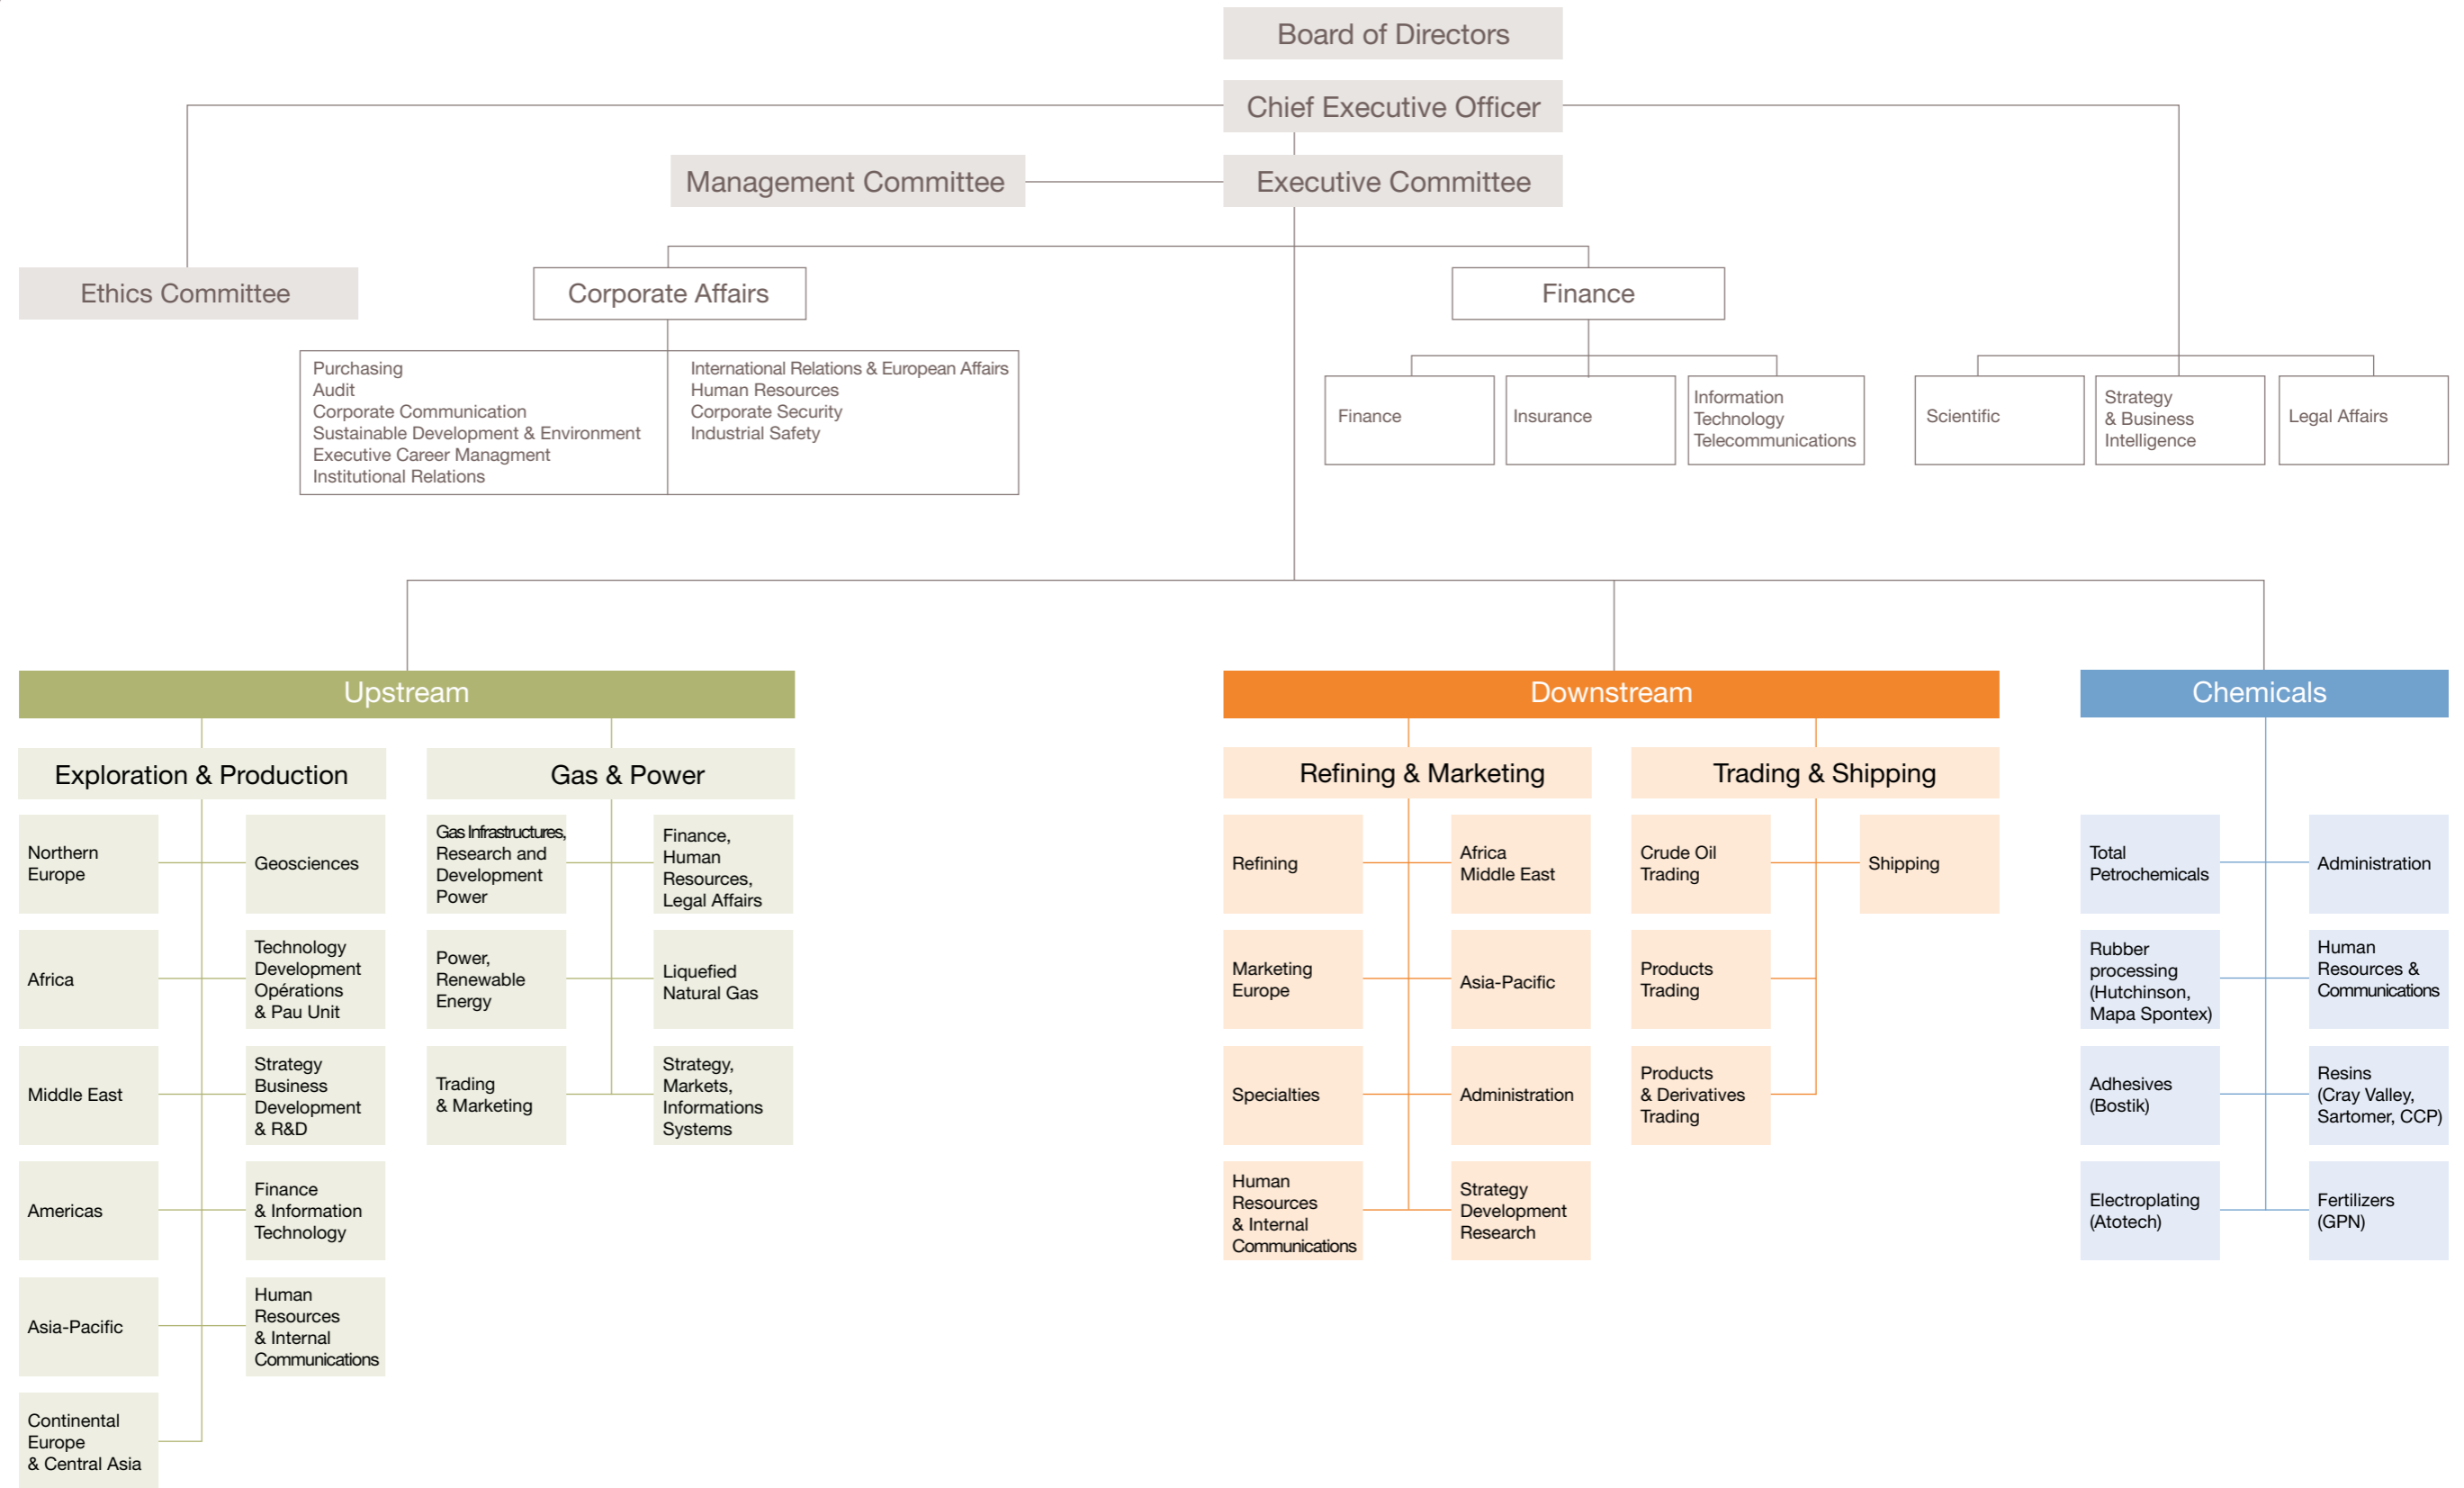 Board of Directors
Chief Executive Officer
Management Committee
Executive Committee
Ethics Committee
Corporate Affairs
Finance
Purchasing
Audit
Corporate Communication
Sustainable Development & Environment
Executive Career Managment
Institutional Relations
International Relations & European Affairs
Human Resources
Corporate Security
Industrial Safety
Finance
Insurance
Information
Technology
Telecommunications
Scientific
Strategy
& Business
Intelligence
Legal Affairs
Upstream
Exploration & Production
Northern
Europe
Geosciences
Africa
Technology
Development
Opérations
& Pau Unit
Middle East
Strategy
Business
Development
& R&D
Americas
Finance
& Information
Technology
Asia-Pacific
Human
Resources
& Internal
Communications
Continental
Europe
& Central Asia
Gas & Power
Gas Infrastructures,
Research and
Development
Power
Finance,
Human
Resources,
Legal Affairs
Power,
Renewable
Energy
Liquefied
Natural Gas
Trading
& Marketing
Strategy,
Markets,
Informations
Systems
Downstream
Refining & Marketing
Refining
Africa
Middle East
Marketing
Europe
Asia-Pacific
Specialties
Administration
Human
Resources
& Internal
Communications
Strategy
Development
Research
Trading & Shipping
Crude Oil
Trading
Shipping
Products
Trading
Products
& Derivatives
Trading
Chemicals
Total
Petrochemicals
Administration
Rubber
processing
(Hutchinson,
Mapa Spontex)
Human
Resources &
Communications
Adhesives
(Bostik)
Resins
(Cray Valley,
Sartomer, CCP)
Electroplating
(Atotech)
Fertilizers
(GPN)